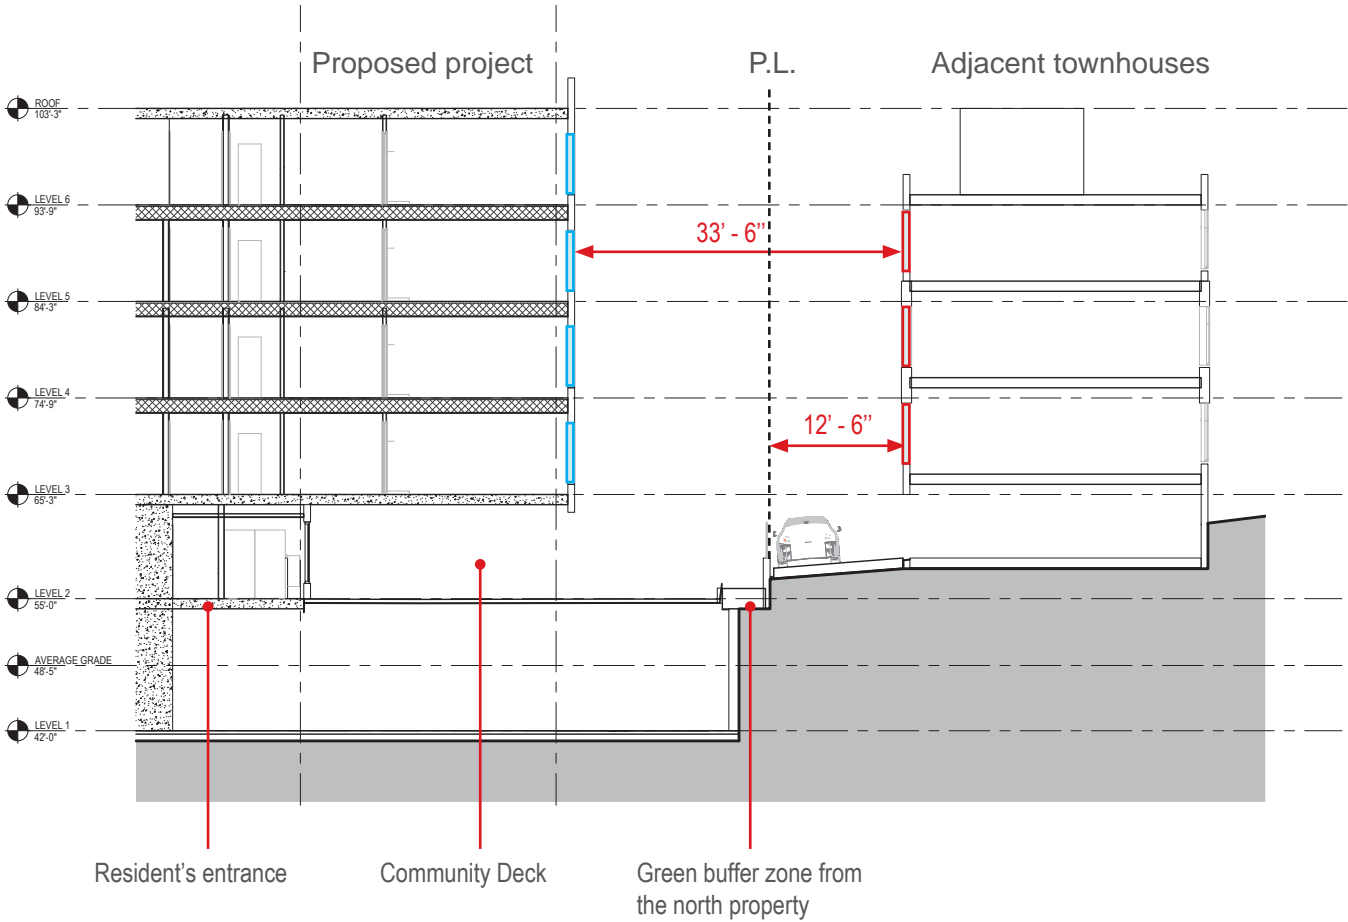 Proposed project
P.L.
Adjacent townhouses
ROOF
103'-3"
LEVEL 6
93'-9"
33' - 6''
LEVEL 5
84'-3"
LEVEL 4
74'-9"
12' - 6''
LEVEL 3
65'-3"
LEVEL 2
55'-0"
AVERAGE GRADE
48'-5"
LEVEL 1
42'-0"
Resident's entrance
Community Deck
Green buffer zone from
the north property